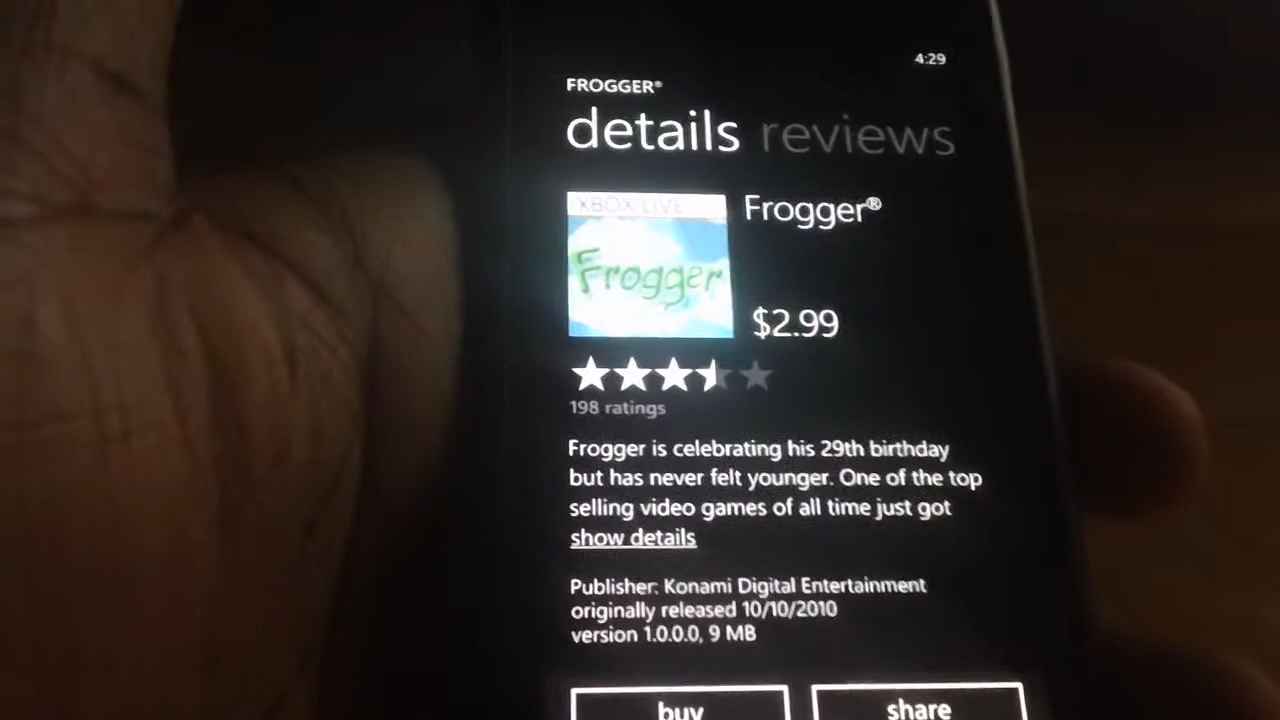 4:29
FROGGER®
details reviews
XBOX LIVE
Frogger
Frogger®
$2.99
198 ratings
Frogger is celebrating his 29th birthday
but has never felt younger. One of the top
selling video games of all time just got
show details
Publisher: Konami Digital Entertainment
originally released 10/10/2010
version 1.0.0.0, 9 MB
buy
share